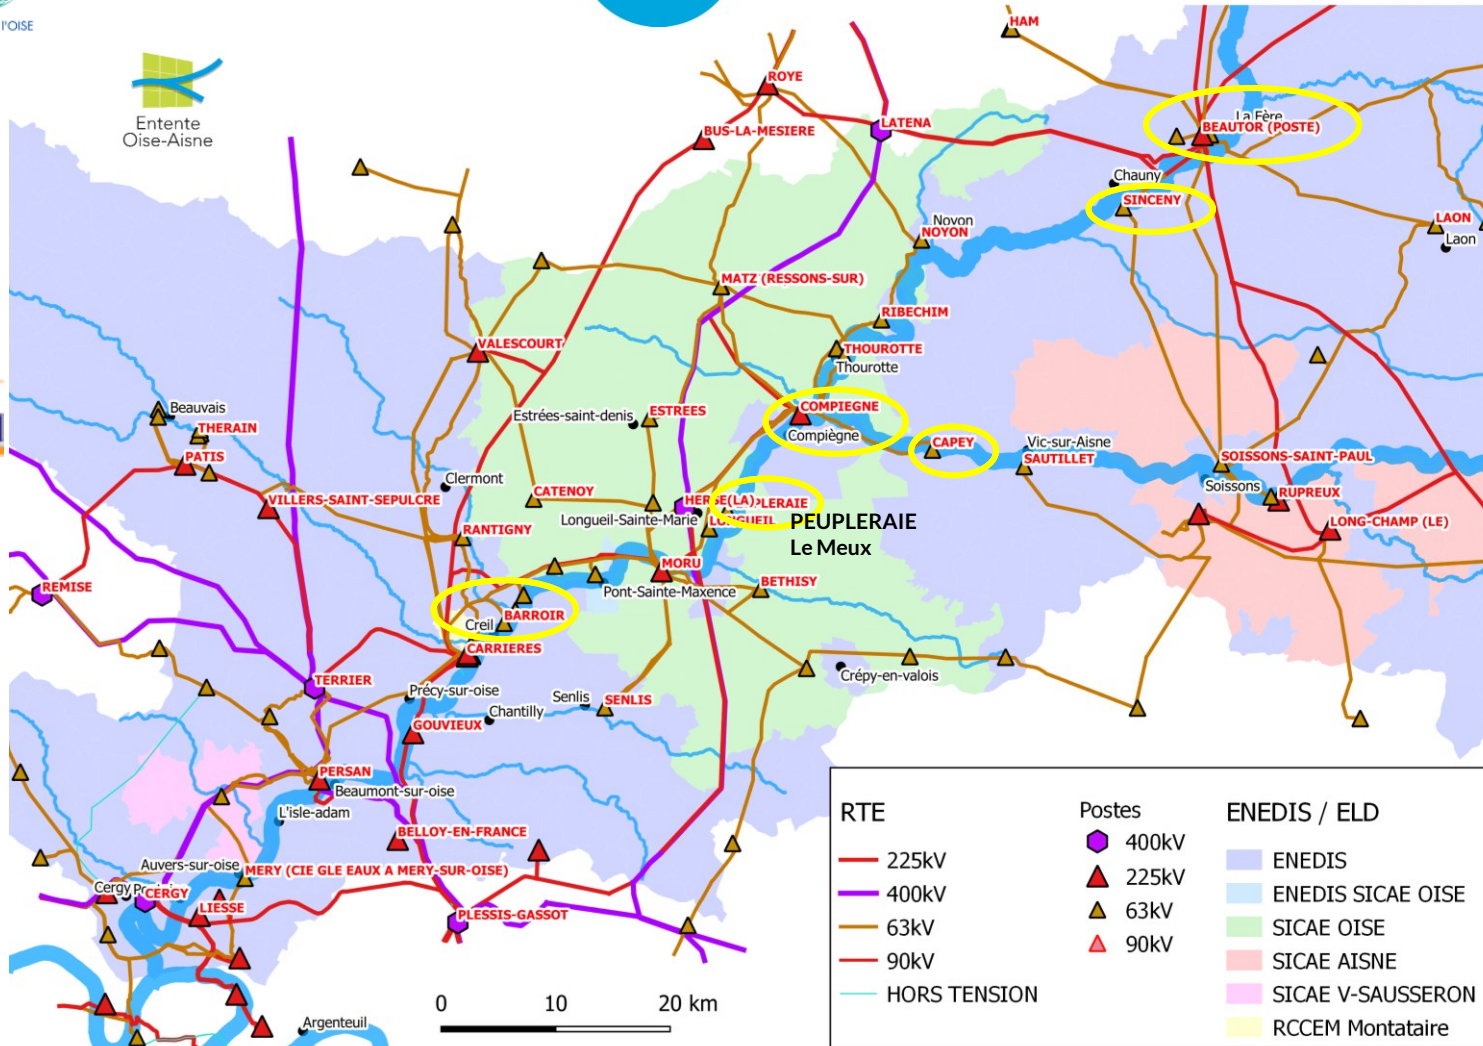 l'OISE
Entente
Oise-Aisne
HAM
ROYE
LATENA
BUS-LA-MESIERE
La Fère
BEAUTOR (POSTE)
Chauny
SINCENY
LAON
Laon
Noyon
NOYON
MATZ (RESSONS-SUR)
RIBECHIM
VALESCOURT
THOUROTTE
Thourotte
Beauvais
THERAIN
PATIS
Estrées-saint-denis
ESTREES
COMPIEGNE
Compiègne
CAPEY
Vic-sur-Aisne
SAUTILLET
SOISSONS-SAINT-PAUL
Soissons
RUPREUX
LONG-CHAMP (LE)
VILLERS-SAINT-SEPULCRE
Clermont
CATENOY
HERSE(LA)
PLERAIE
Longueil-Sainte-Marie
LONGUEIL
PEUPLERAIE
Le Meux
RANTIGNY
REMISE
MORU
Pont-Sainte-Maxence
BETHISY
BARROIR
Creil
CARRIERES
TERRIER
Précy-sur-oise
Senlis
SENLIS
Crépy-en-valois
Chantilly
GOUVIEUX
PERSAN
Beaumont-sur-oise
L'isle-adam
BELLOY-EN-FRANCE
Auvers-sur-oise
MERY (CIE GLE EAUX A MERY-SUR-OISE)
Cergy
CERGY
LIESSE
PLESSIS-GASSOT
Argenteuil
0 10 20 km
RTE
225kV
400kV
63kV
90kV
HORS TENSION
Postes
400kV
225kV
63kV
90kV
ENEDIS / ELD
ENEDIS
ENEDIS SICAE OISE
SICAE OISE
SICAE AISNE
SICAE V-SAUSSERON
RCCEM Montataire